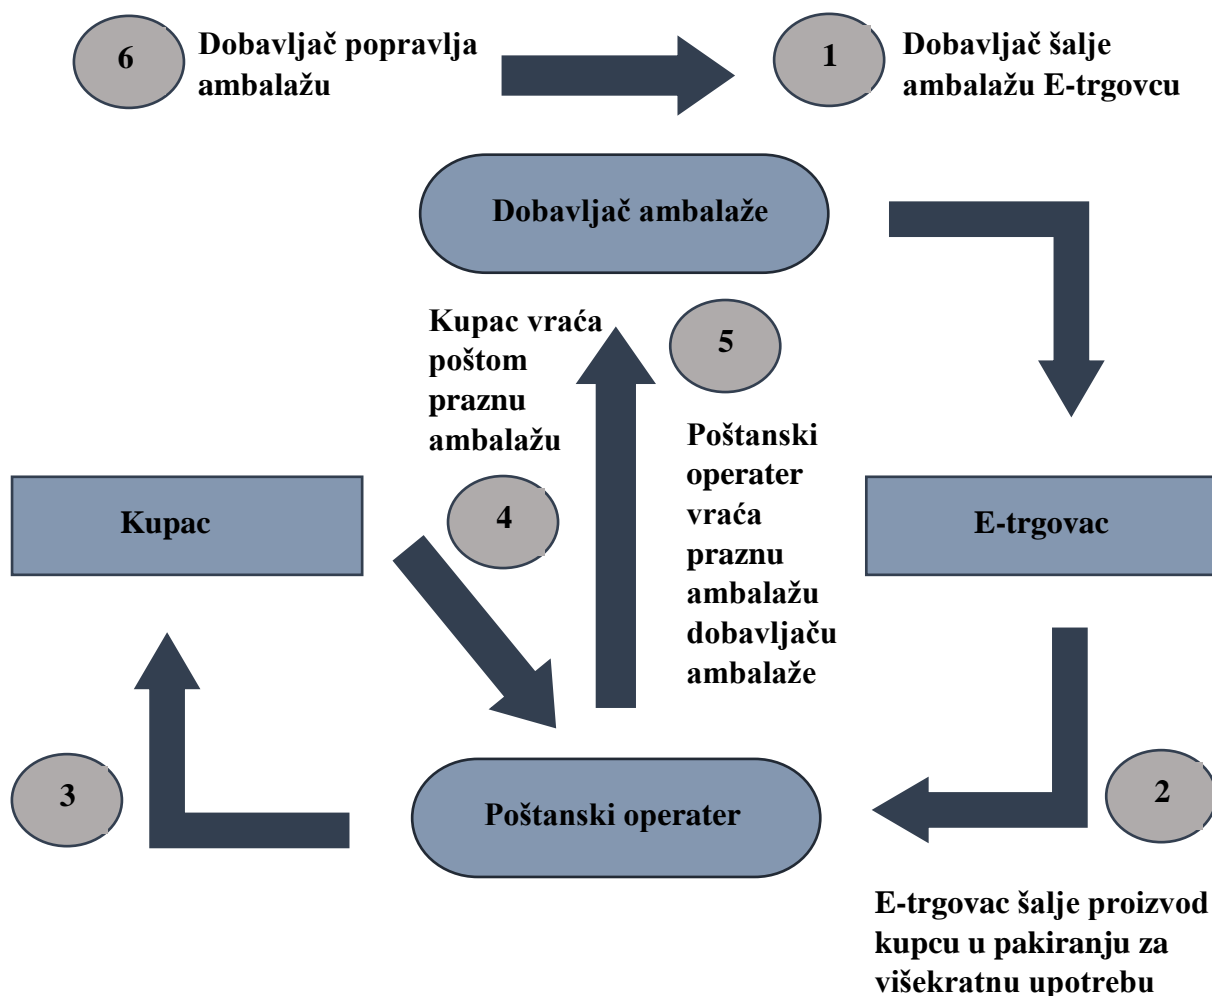 6
Dobavljač popravlja
ambalažu
1
Dobavljač šalje
ambalažu E-trgovcu
Dobavljač ambalaže
Kupac vraća
poštom
praznu
ambalažu
5
Poštanski
operater
vraća
praznu
ambalažu
dobavljaču
ambalaže
Kupac
4
E-trgovac
3
Poštanski operater
2
E-trgovac šalje proizvod
kupcu u pakiranju za
višekratnu upotrebu